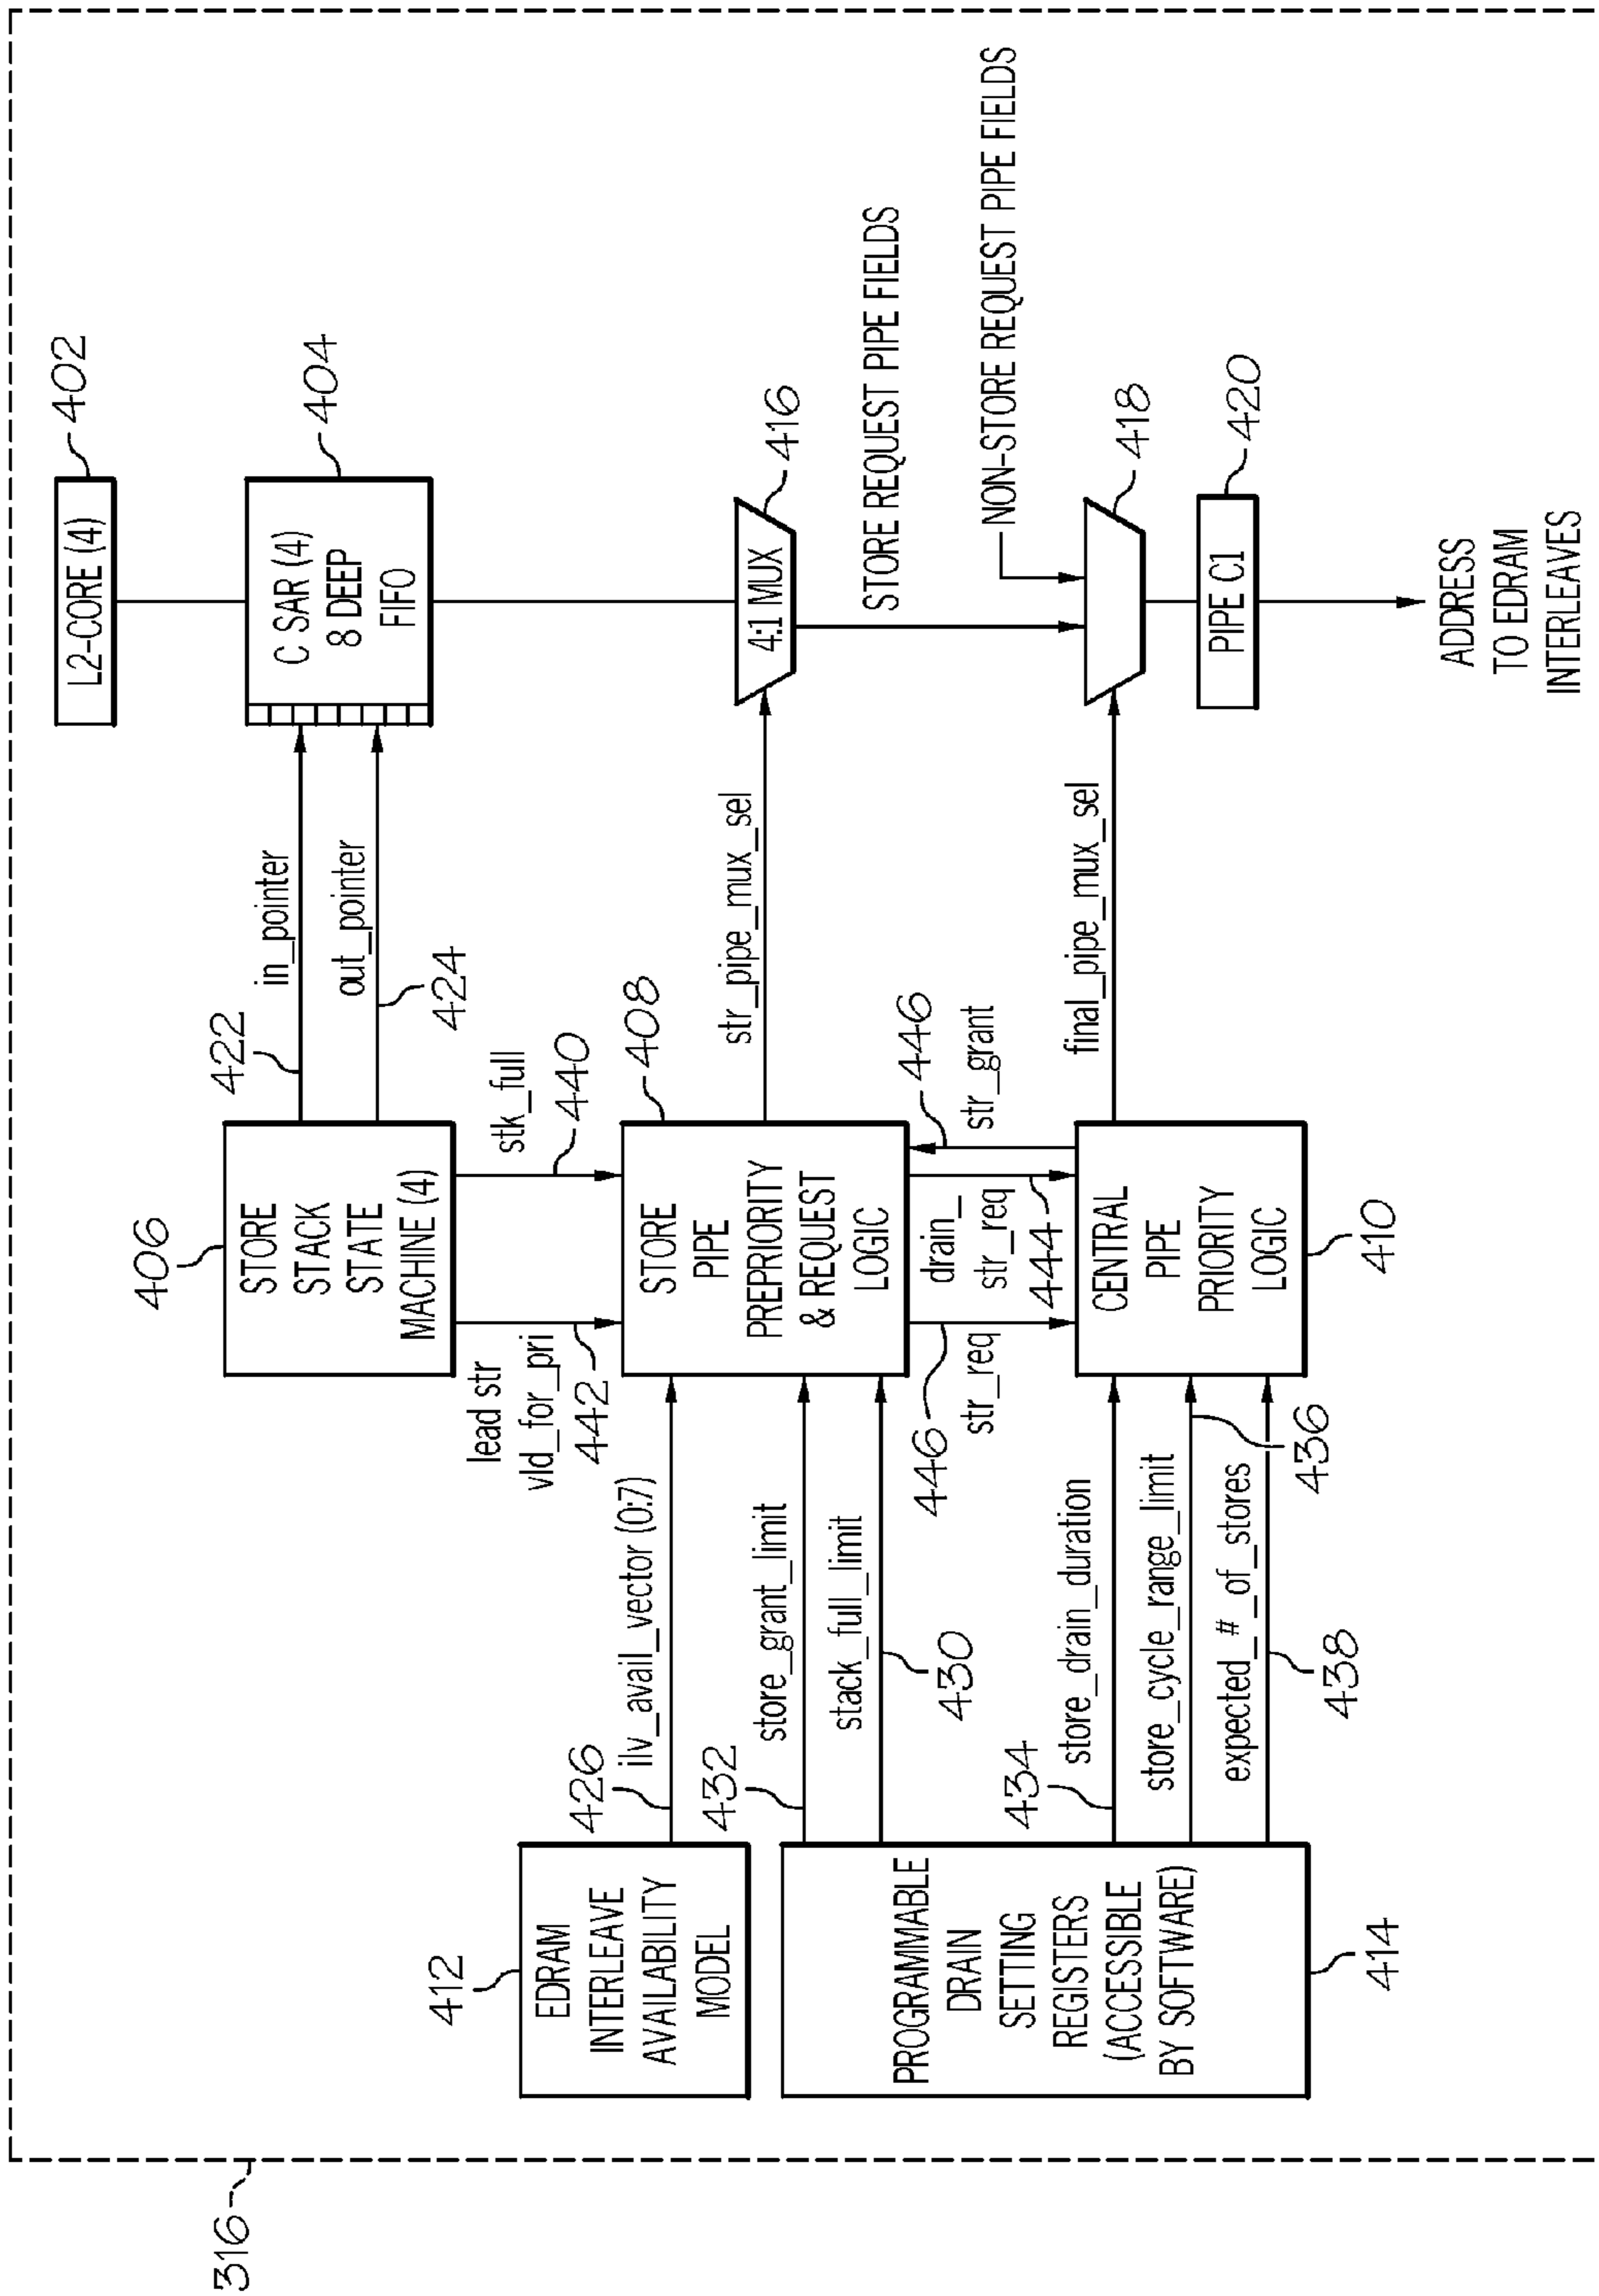 316
L2-CORE (4)
402
406
STORE
STACK
STATE
MACHINE (4)
422
in_pointer
out_pointer
424
C SAR (4)
8 DEEP
FIFO
404
lead str
vld_for_pri
442
stk_full
440
412
EDRAM
INTERLEAVE
AVAILABILITY
MODEL
426
ilv_avail_vector (0:7)
432
store_grant_limit
stack_full_limit
430
STORE
PIPE
PREPRIORITY
& REQUEST
LOGIC
408
str_pipe_mux_sel
4:1 MUX
416
STORE REQUEST PIPE FIELDS
446
str_req
drain_
str_req
444
446
str_grant
NON-STORE REQUEST PIPE FIELDS
PROGRAMMABLE
DRAIN
SETTING
REGISTERS
(ACCESSIBLE
BY SOFTWARE)
414
434
store_drain_duration
store_cycle_range_limit
expected_#_of_stores
438
436
CENTRAL
PIPE
PRIORITY
LOGIC
410
final_pipe_mux_sel
418
PIPE C1
420
ADDRESS
TO EDRAM
INTERLEAVES